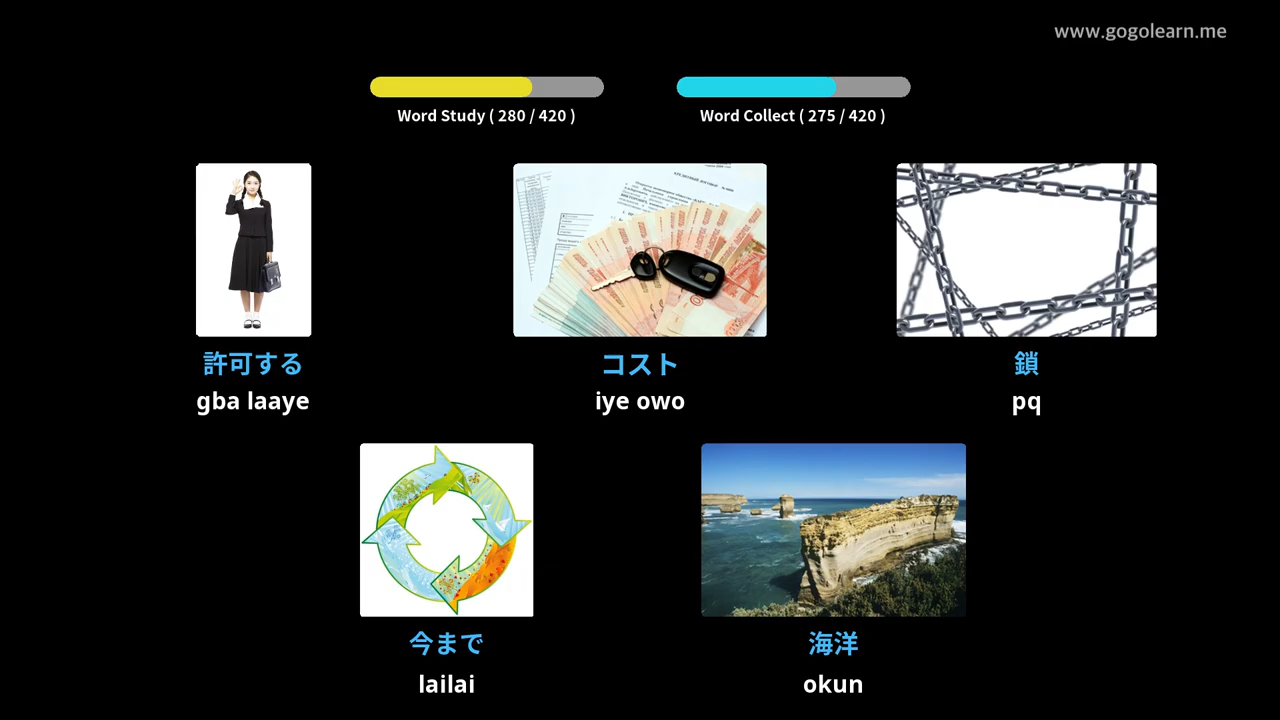 www.gogolearn.me
Word Study ( 280 / 420 )
Word Collect ( 275 / 420 )
許可する
gba laaye
コスト
iye owo
鎖
pq
今まで
lailai
海洋
okun